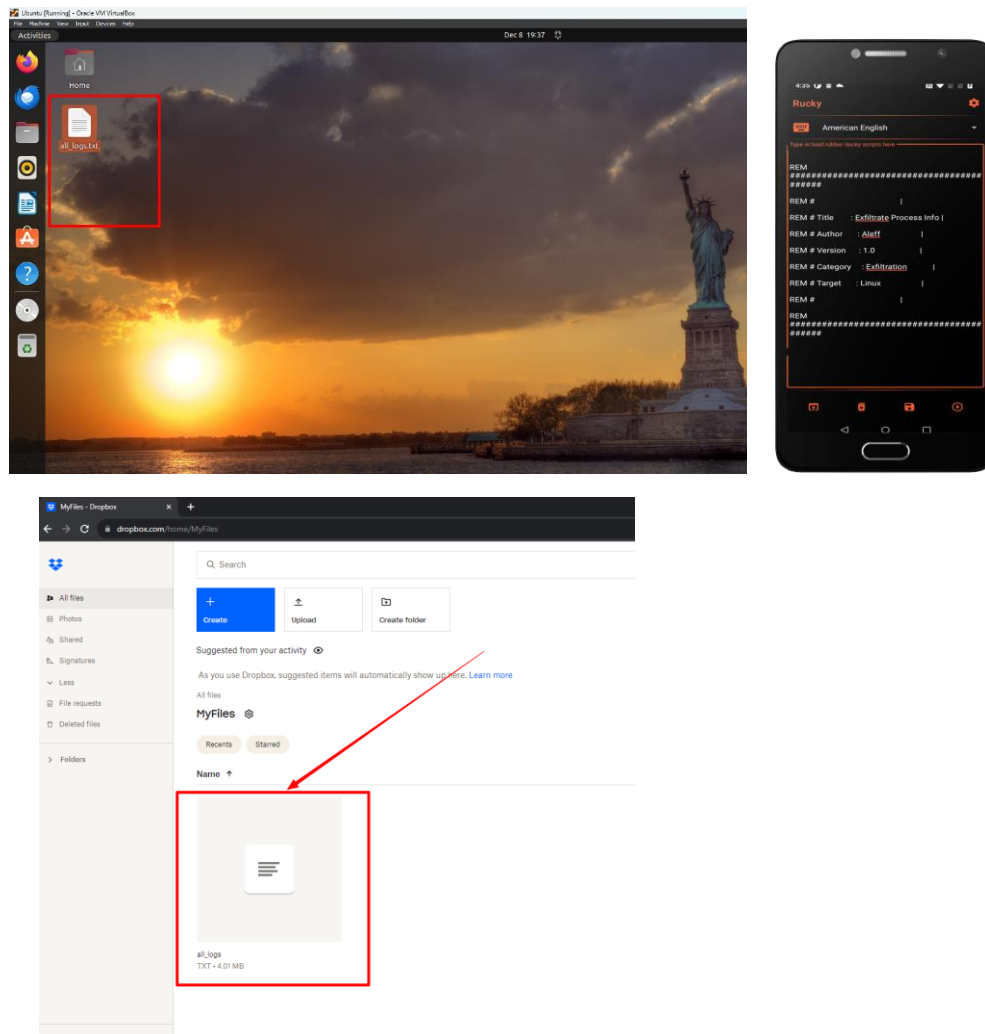 Ubuntu [Running] - Oracle VM VirtualBox
File Machine View Input Devices Help
Activities
Dec 8 19:37
Home
all_logs.txt
4:35
Rucky
American English
Type or load rubber ducky scripts here
REM
####################################
######
REM # |
REM # Title : Exfiltrate Process Info |
REM # Author : Aleff |
REM # Version : 1.0 |
REM # Category : Exfiltration |
REM # Target : Linux |
REM # |
REM
####################################
######
MyFiles - Dropbox
dropbox.com/home/MyFiles
Search
All files
Photos
Shared
Signatures
Less
File requests
Deleted files
Folders
Create
Upload
Create folder
Suggested from your activity
As you use Dropbox, suggested items will automatically show up here. Learn more
All files
MyFiles
Recents
Starred
Name
all_logs
TXT • 4.01 MB